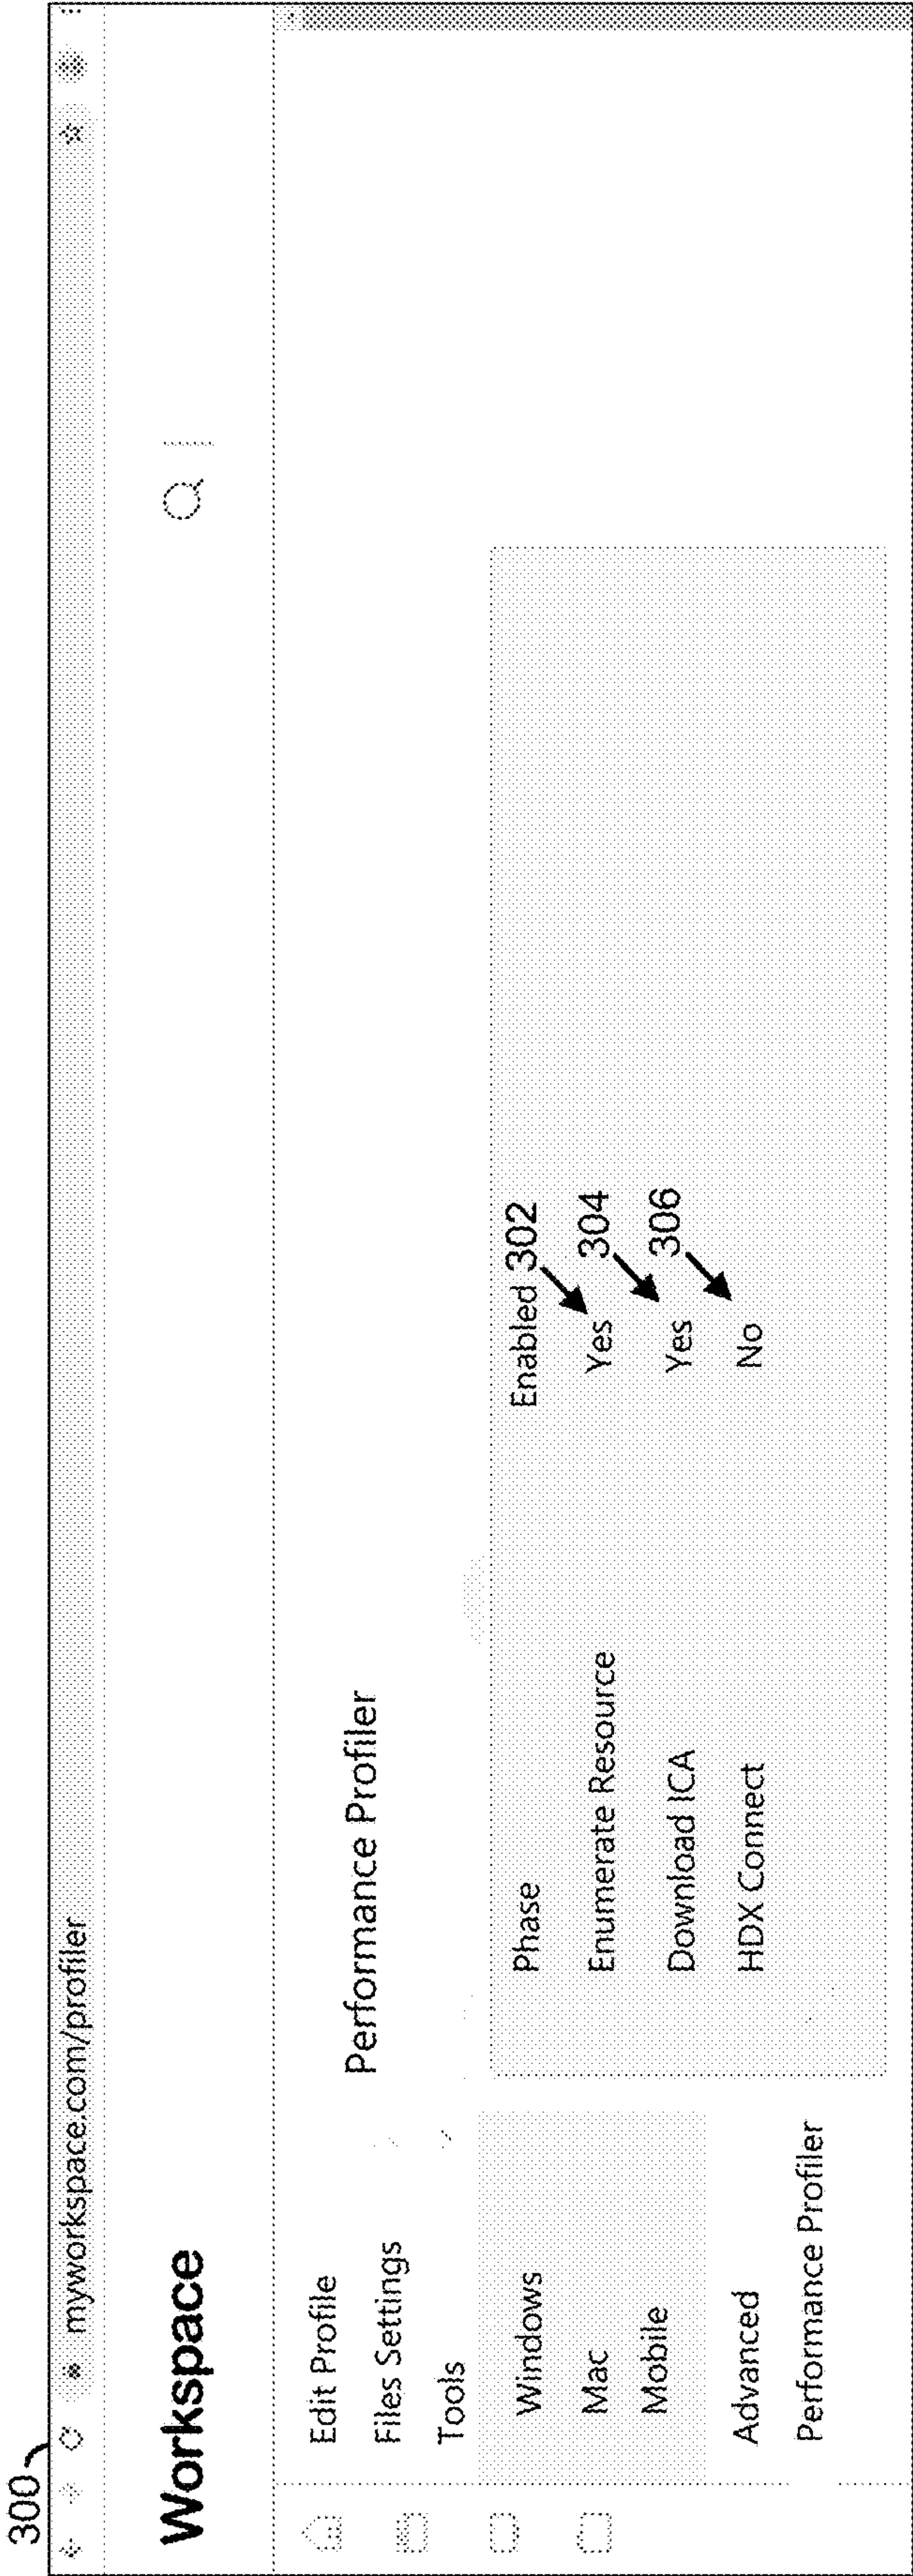 300
myworkspace.com/profiler
Workspace
Edit Profile
Files Settings
Tools
Windows
Mac
Mobile
Advanced
Performance Profiler
Performance Profiler
Phase Enabled 302
Enumerate Resource Yes 304
Download ICA Yes 306
HDX Connect No